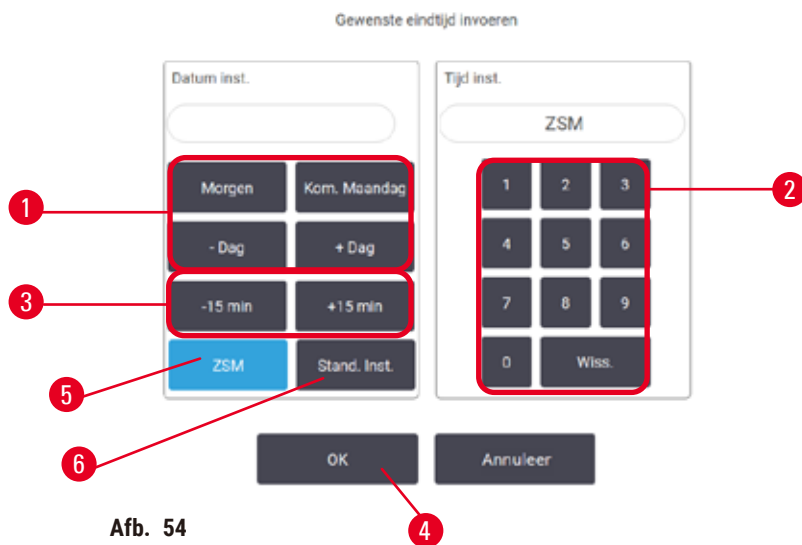 Gewenste eindtijd invoeren
Datum inst.
Tijd inst.
ZSM
Morgen
Kom. Maandag
- Dag
+ Dag
-15 min
+15 min
ZSM
Stand. Inst.
1
2
3
4
5
6
7
8
9
0
Wiss.
OK
Annuleer
1
2
3
5
6
4
Afb. 54